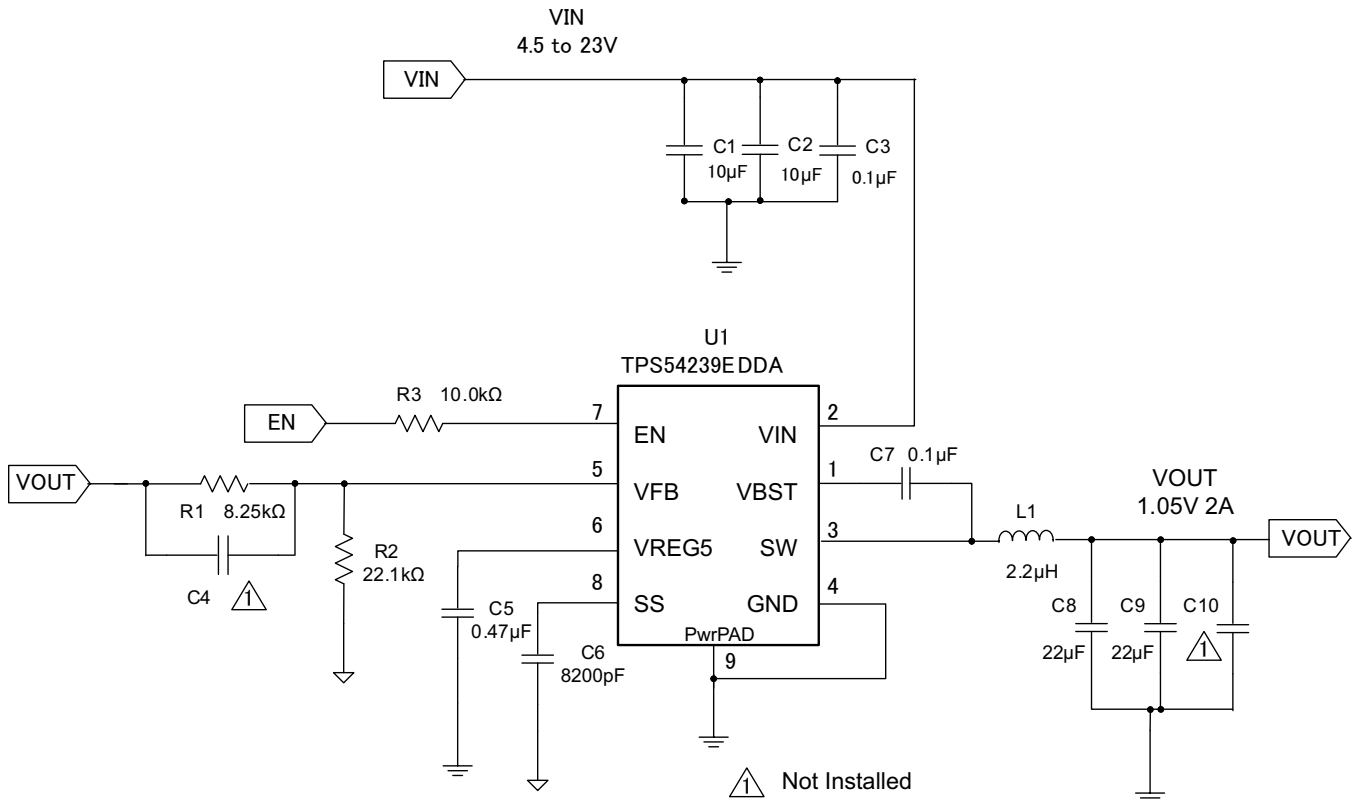 VIN
4.5 to 23V
VIN
C1
10µF
C2
10µF
C3
0.1µF
U1
TPS54239EDDA
R3 10.0kΩ
EN
7
EN
2
VIN
C7 0.1µF
VOUT
5
VFB
1
VBST
VOUT
1.05V 2A
R1 8.25kΩ
6
VREG5
3
SW
L1
2.2µH
VOUT
R2
22.1kΩ
C4
1
8
SS
4
GND
C5
0.47µF
C6
8200pF
PwrPAD
9
C8
22µF
C9
22µF
C10
1
1 Not Installed